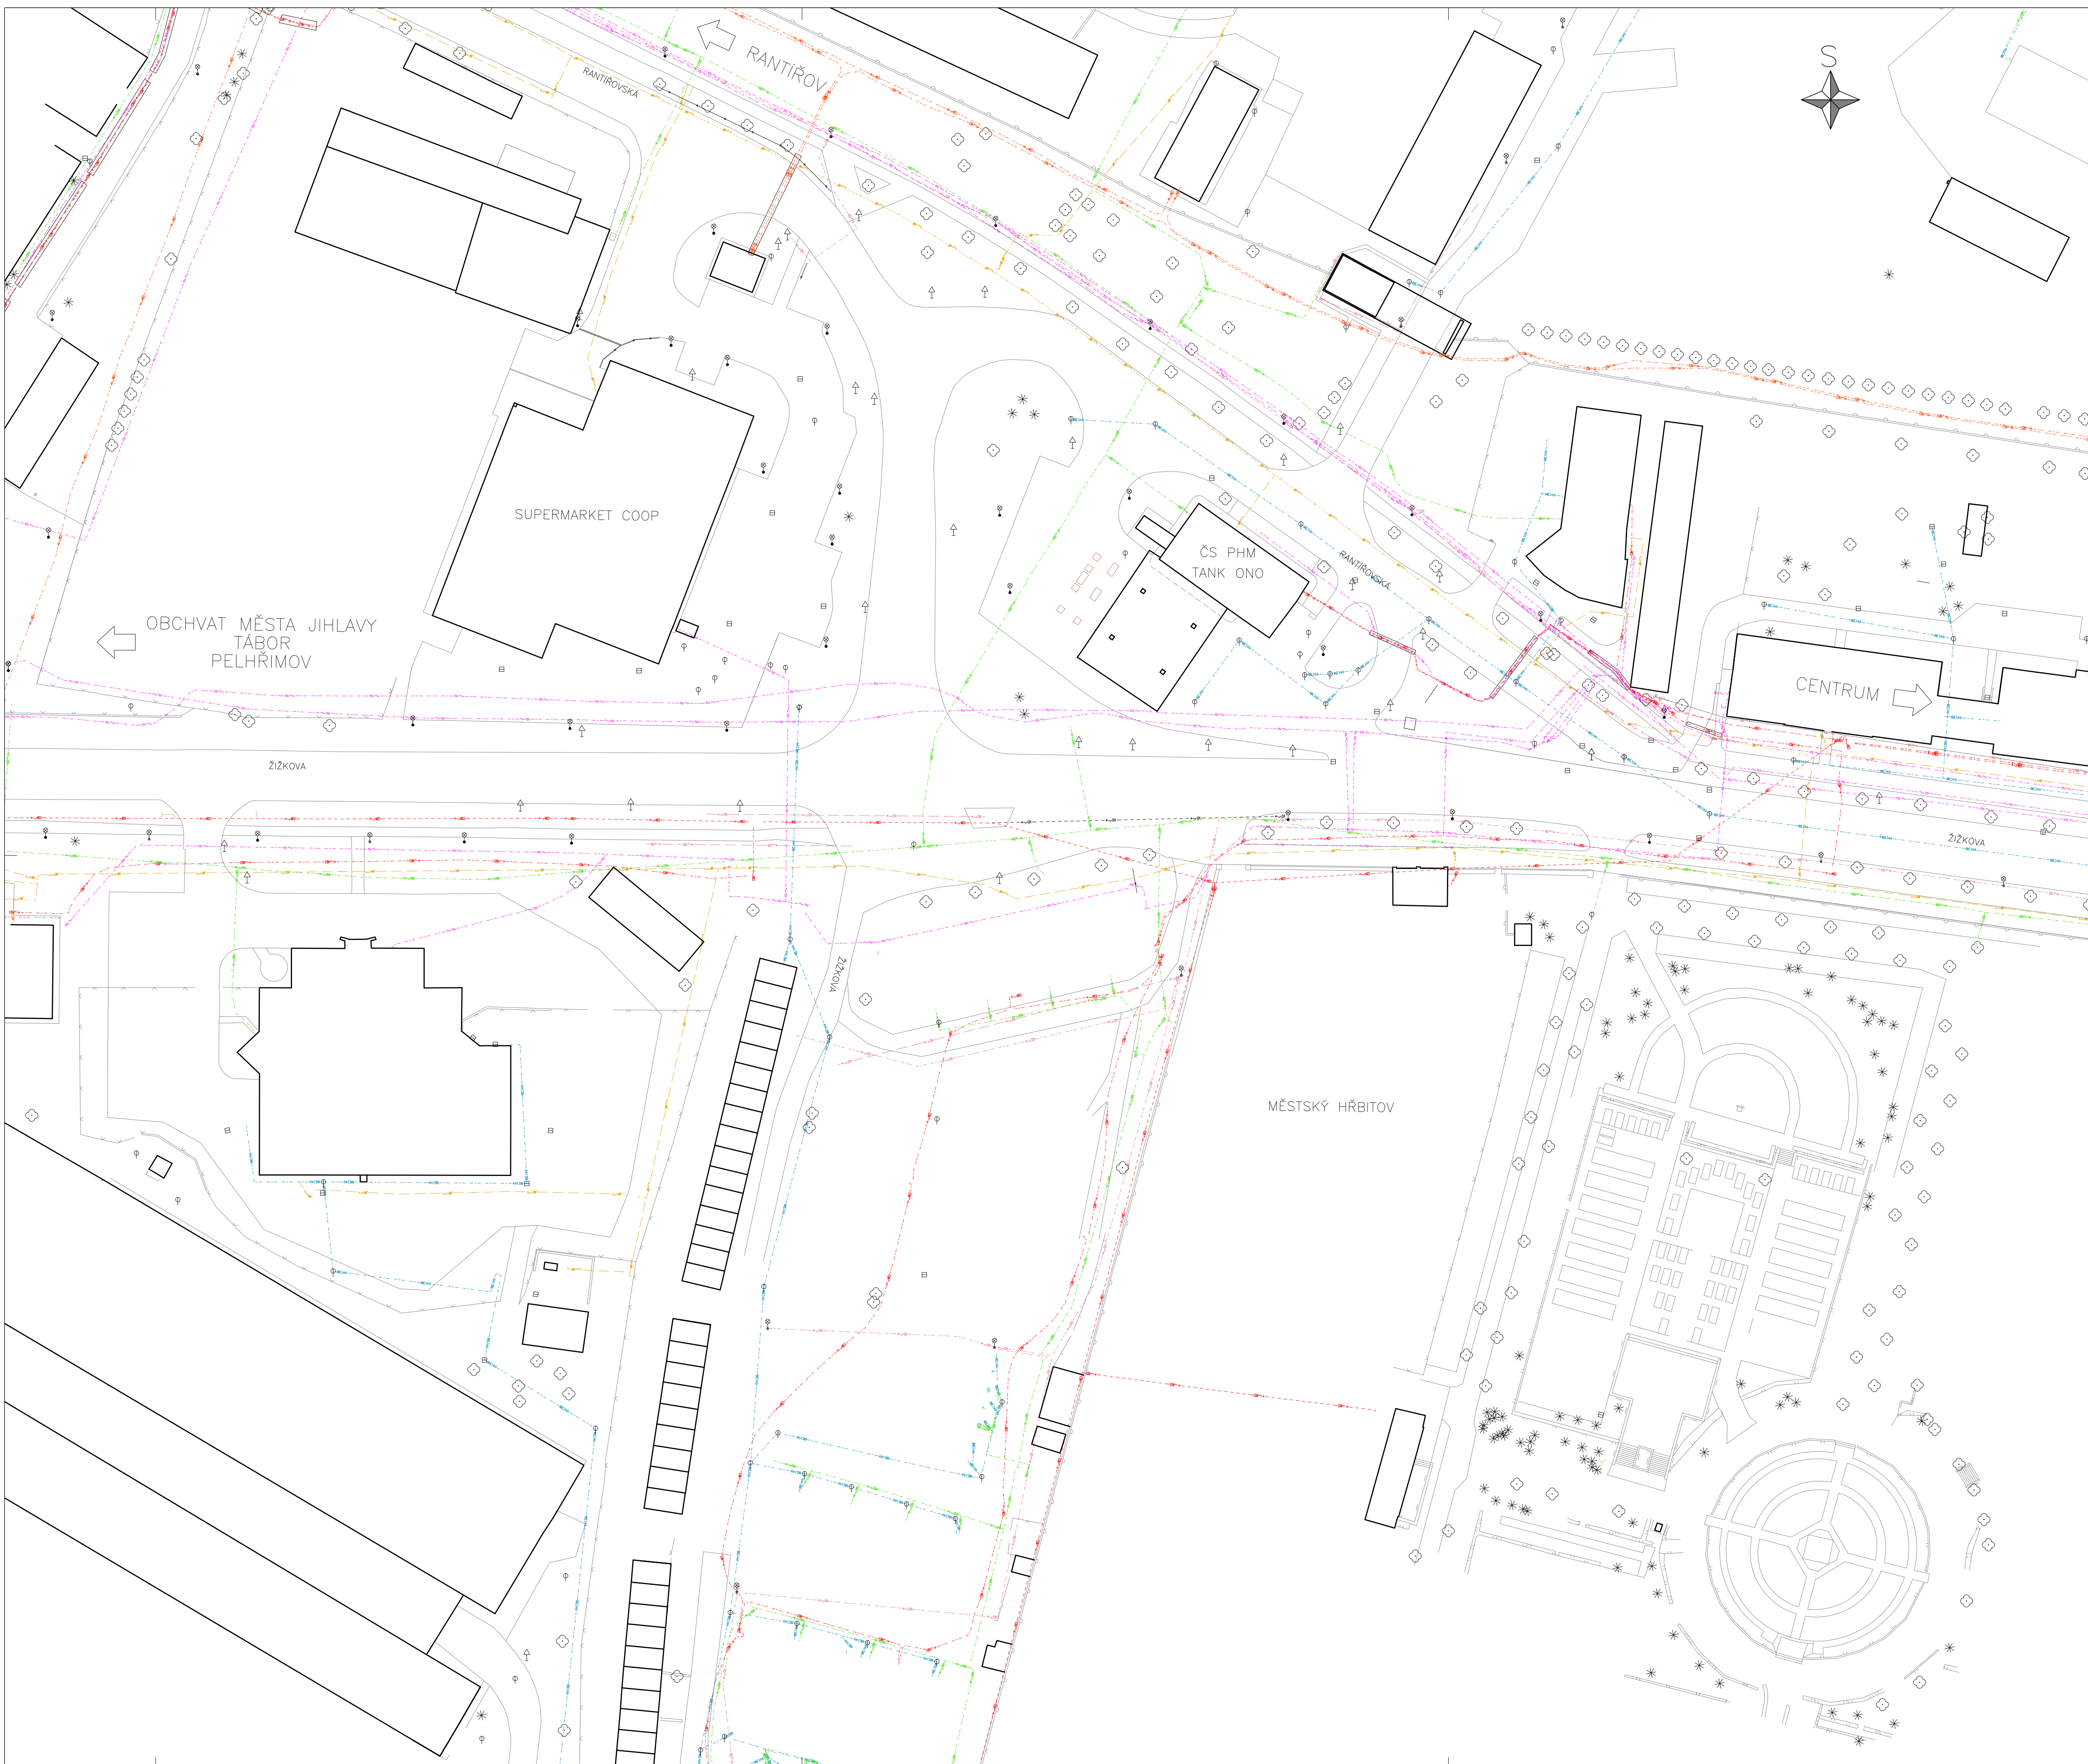 S
RANTÍŘOV
RANTÍŘOVSKÁ
SUPERMARKET COOP
ČS PHM
TANK ONO
RANTÍŘOVSKÁ
OBCHVAT MĚSTA JIHLAVY
TÁBOR
PELHŘIMOV
CENTRUM
ŽIŽKOVA
ŽIŽKOVA
ŽIŽKOVA
MĚSTSKÝ HŘBITOV